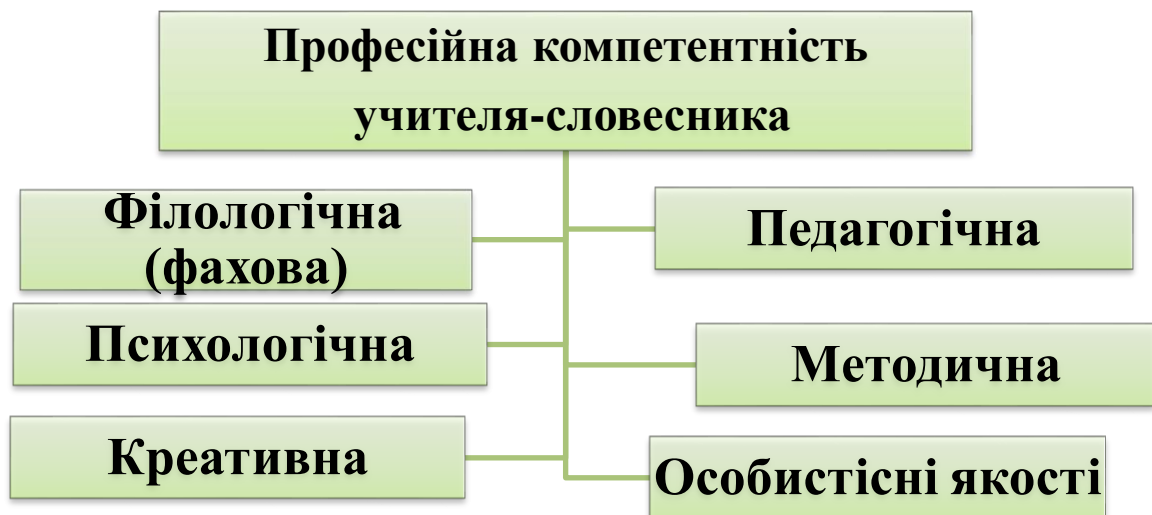 Професійна компетентність
учителя-словесника
Філологічна
(фахова)
Педагогічна
Психологічна
Методична
Креативна
Особистісні якості